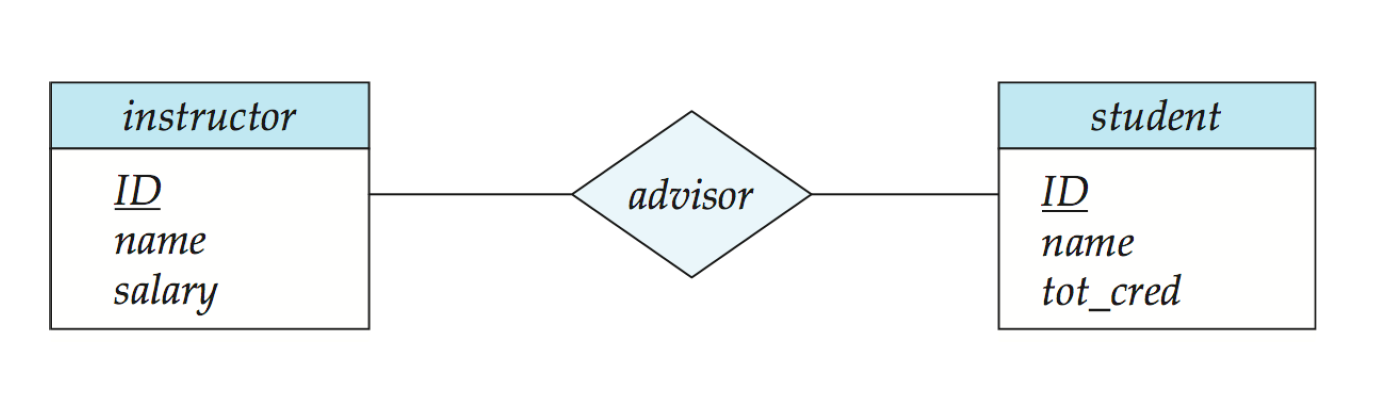 instructor
ID
name
salary
advisor
student
ID
name
tot_cred